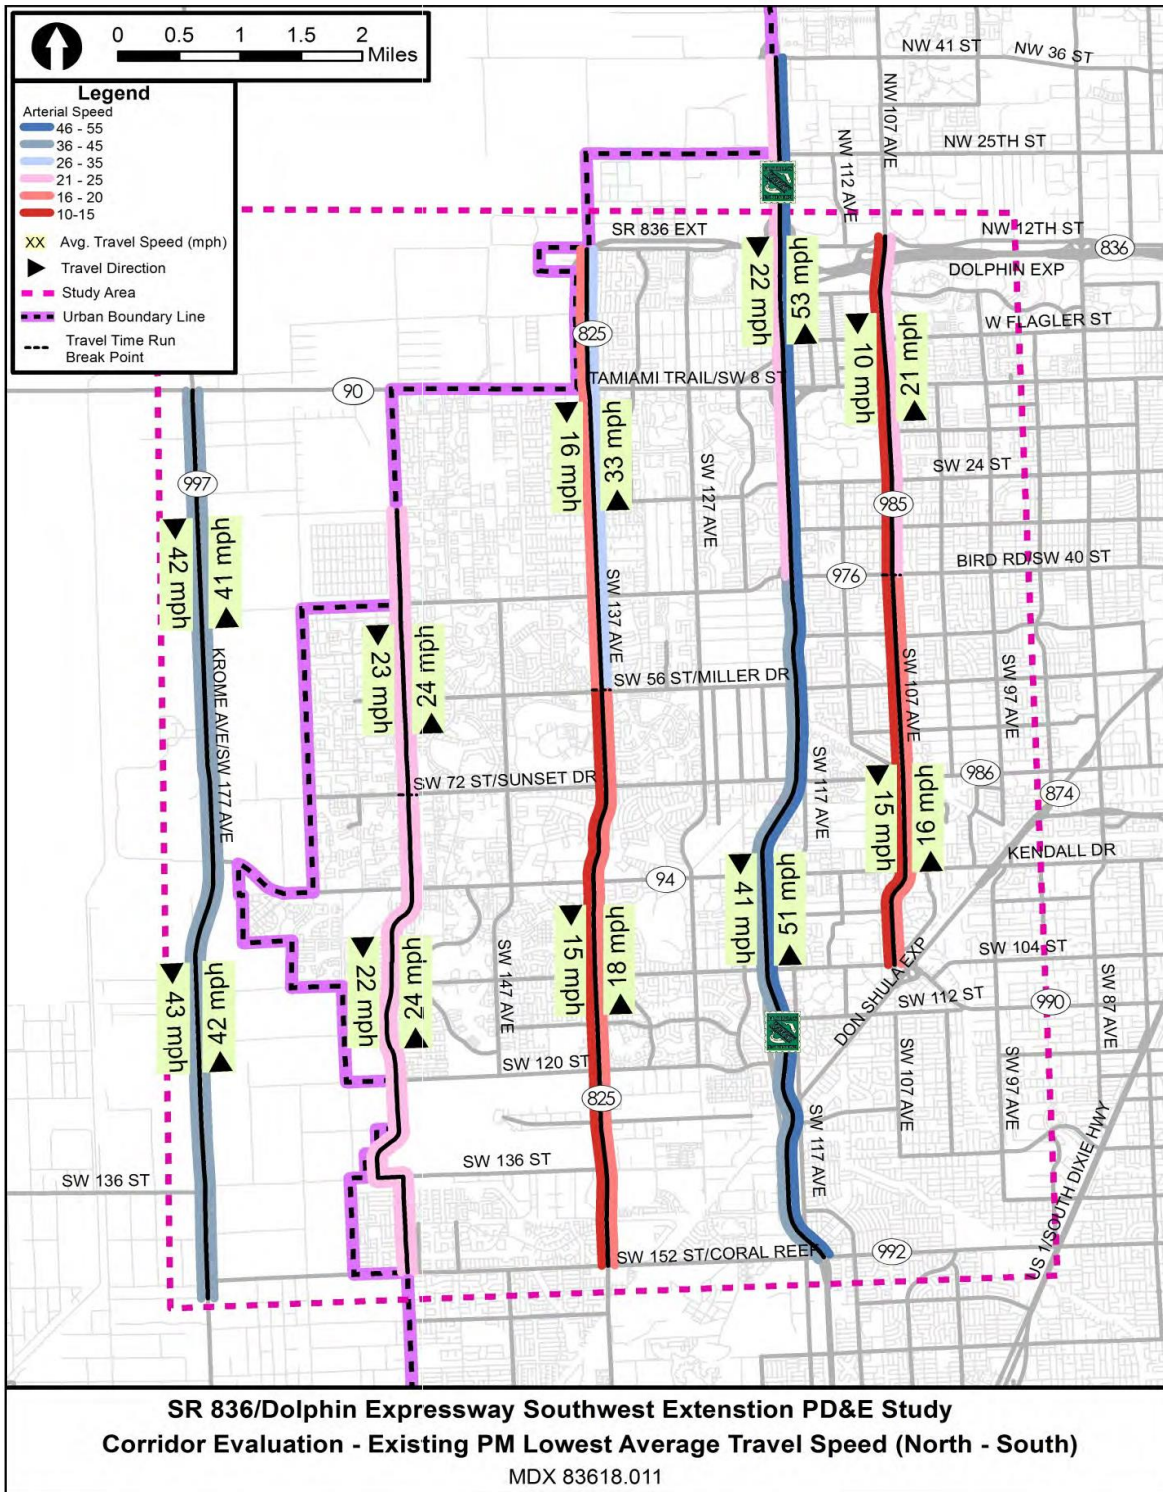 0 0.5 1 1.5 2
Miles
Legend
Arterial Speed
46 - 55
36 - 45
26 - 35
21 - 25
16 - 20
10-15
XX Avg. Travel Speed (mph)
Travel Direction
Study Area
Urban Boundary Line
Travel Time Run
Break Point
NW 41 ST
NW 36 ST
NW 107 AVE
NW 25TH ST
NW 112 AVE
SR 836 EXT
NW 12TH ST
836
DOLPHIN EXP
22 mph
53 mph
W FLAGLER ST
825
10 mph
21 mph
TAMIAMI TRAIL/SW 8 ST
90
16 mph
33 mph
SW 127 AVE
SW 24 ST
997
985
42 mph
41 mph
BIRD RD/SW 40 ST
976
SW 137 AVE
23 mph
24 mph
KROME AVE/SW 177 AVE
SW 56 ST/MILLER DR
SW 107 AVE
SW 97 AVE
SW 72 ST/SUNSET DR
SW 117 AVE
15 mph
16 mph
986
874
KENDALL DR
94
41 mph
51 mph
15 mph
18 mph
22 mph
24 mph
SW 147 AVE
SW 104 ST
DON SHULA EXP
43 mph
42 mph
SW 112 ST
990
SW 87 AVE
SW 120 ST
SW 107 AVE
SW 97 AVE
825
SW 117 AVE
SW 136 ST
SW 136 ST
US 1/SOUTH DIXIE HWY
SW 152 ST/CORAL REEF
992
SR 836/Dolphin Expressway Southwest Extenstion PD&E Study
Corridor Evaluation - Existing PM Lowest Average Travel Speed (North - South)
MDX 83618.011